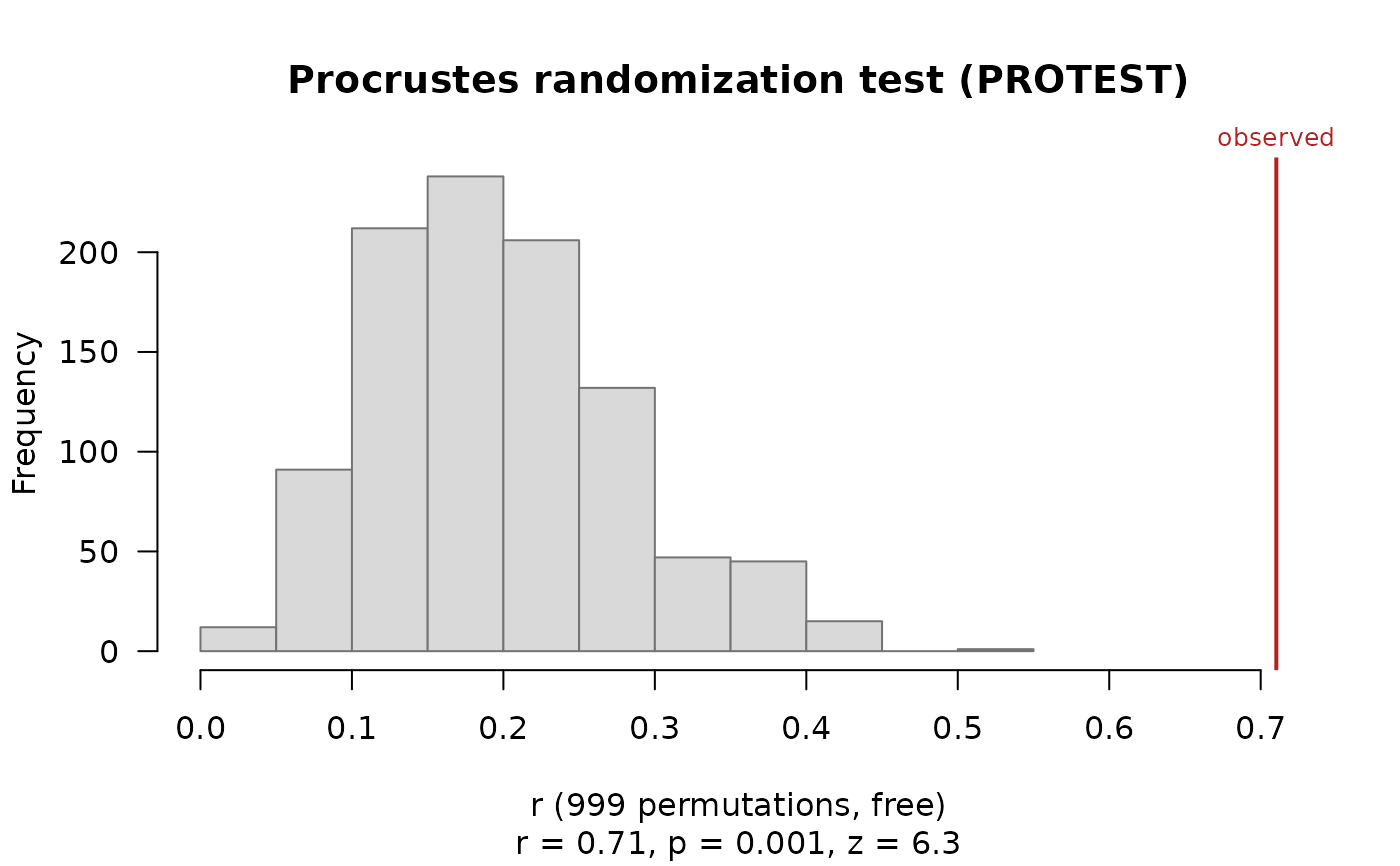 Procrustes randomization test (PROTEST)
observed
Frequency
200
150
100
50
0
0.0 0.1 0.2 0.3 0.4 0.5 0.6 0.7
r (999 permutations, free)
r = 0.71, p = 0.001, z = 6.3